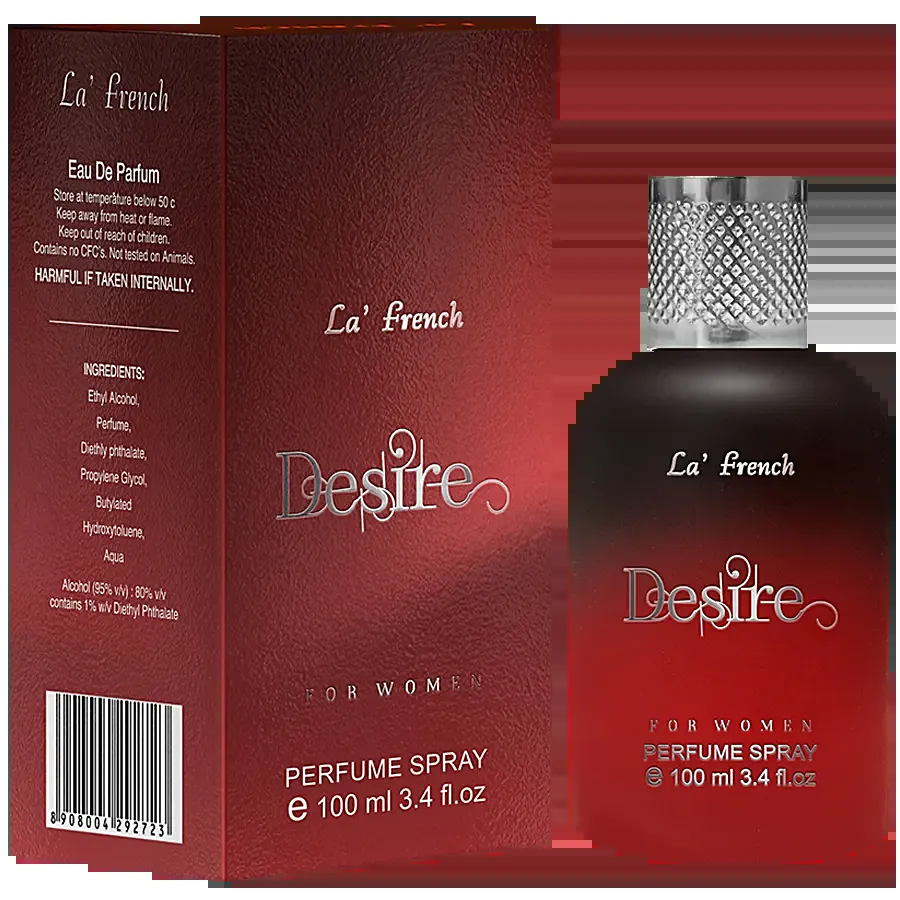 La' french
Eau De Parfum
Store at temperature below 50 c
Keep away from heat or flame.
Keep out of reach of children.
Contains no CFC's. Not tested on Animals.
HARMFUL IF TAKEN INTERNALLY.
INGREDIENTS:
Ethyl Alcohol,
Perfume,
Diethly phthalate,
Propylene Glycol,
Butylated
Hydroxytoluene,
Aqua
Alcohol (95% v/v) : 80% v/v
contains 1% w/v Diethyl Phthalate
8 908004 292723
La' french
Desire
FOR WOMEN
PERFUME SPRAY
e 100 ml 3.4 fl.oz
La' french
Desire
FOR WOMEN
PERFUME SPRAY
e 100 ml 3.4 fl.oz